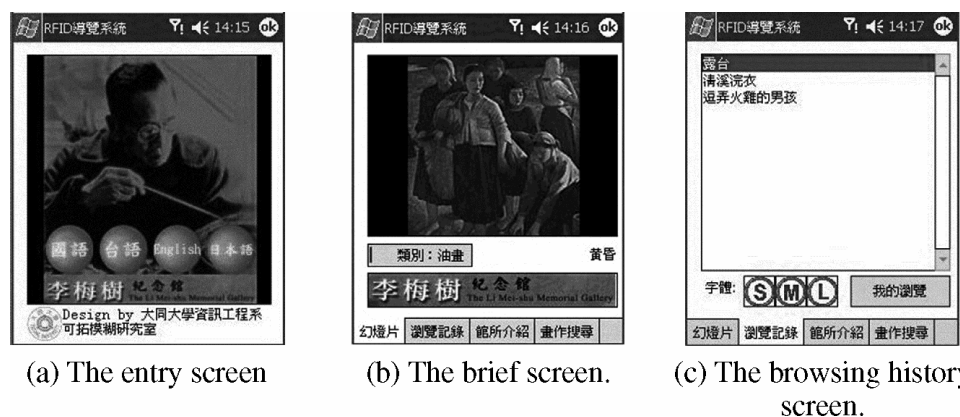 RFID導覽系統 14:15 ok
國語 台語 English 日本語
李梅樹 紀念館
The Li Mei-shu Memorial Gallery
Design by 大同大學資訊工程系
可拓模糊研究室
(a) The entry screen
RFID導覽系統 14:16 ok
類別：油畫 黃昏
李梅樹 紀念館
The Li Mei-shu Memorial Gallery
幻燈片 瀏覽記錄 館所介紹 畫作搜尋
(b) The brief screen.
RFID導覽系統 14:17 ok
露台
清溪浣衣
逗弄火雞的男孩
字體: S M L 我的瀏覽
幻燈片 瀏覽記錄 館所介紹 畫作搜尋
(c) The browsing history
screen.